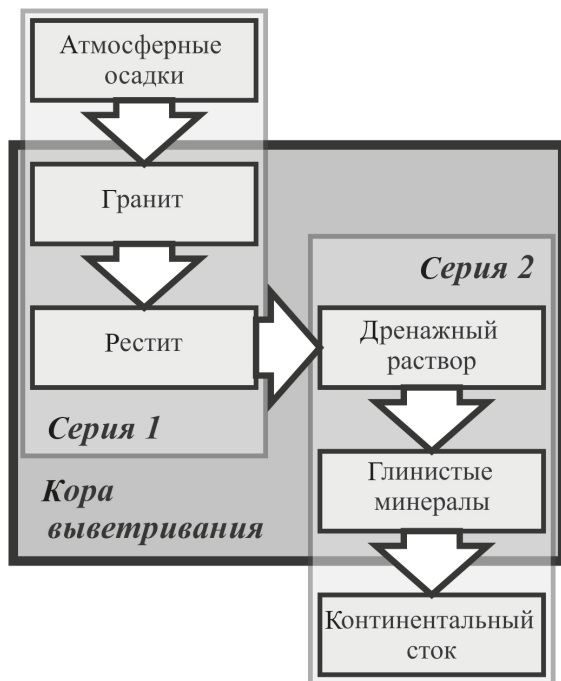 Атмосферные
осадки
Гранит
Рестит
Серия 1
Серия 2
Дренажный
раствор
Глинистые
минералы
Континентальный
сток
Кора
выветривания